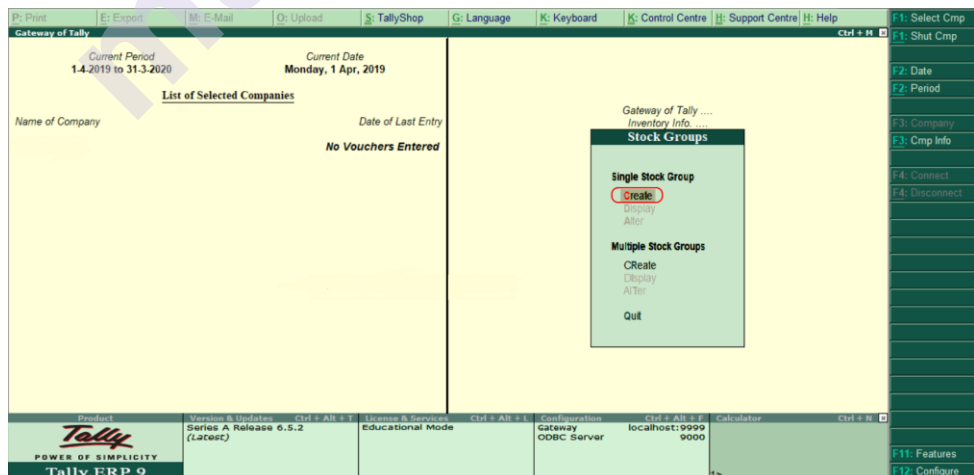 P: Print E: Export M: E-Mail O: Upload S: TallyShop G: Language K: Keyboard K: Control Centre H: Support Centre H: Help
F1: Select Cmp
Gateway of Tally Ctrl + M
F1: Shut Cmp
Current Period
1-4-2019 to 31-3-2020
Current Date
Monday, 1 Apr, 2019
List of Selected Companies
Name of Company Date of Last Entry
No Vouchers Entered
Gateway of Tally ....
Inventory Info. ....
Stock Groups
Single Stock Group
Create
Display
Alter
Multiple Stock Groups
CReate
DIsplay
AlTer
Quit
F2: Date
F2: Period
F3: Company
F3: Cmp Info
F4: Connect
F4: Disconnect
F11: Features
F12: Configure
Product
Tally
POWER OF SIMPLICITY
Tally ERP 9
Version & Updates Ctrl + Alt + T
Series A Release 6.5.2
(Latest)
License & Services Ctrl + Alt + L
Educational Mode
Configuration Ctrl + Alt + F
Gateway localhost:9999
ODBC Server 9000
Calculator Ctrl + N
1>